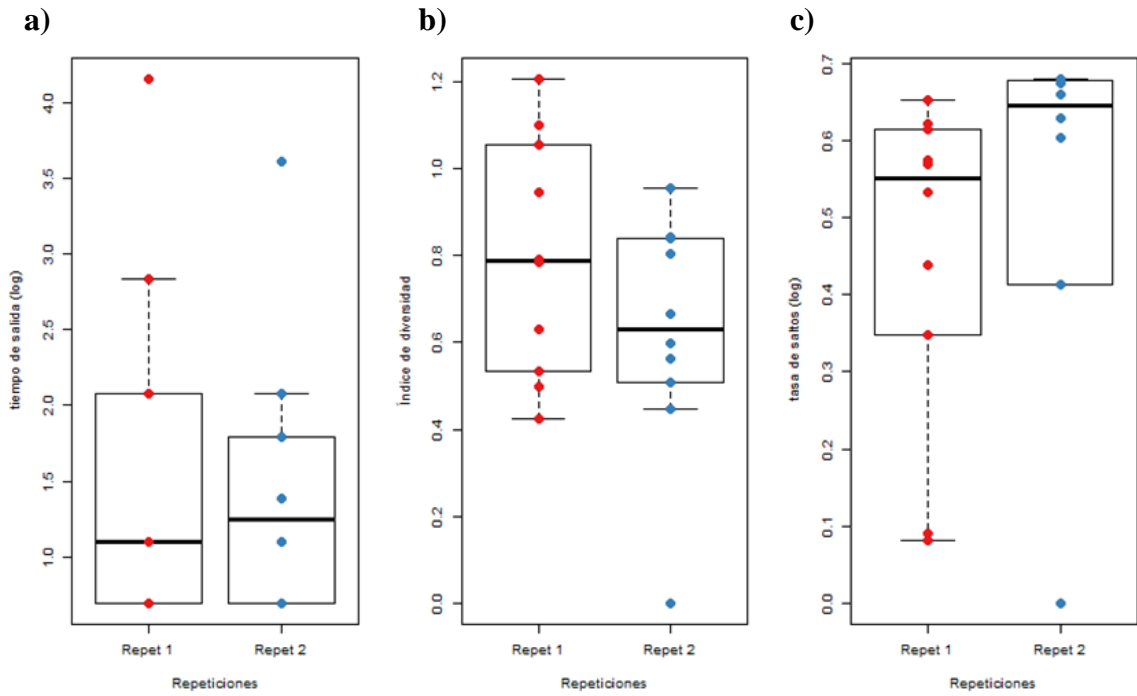 a)
b)
c)
tiempo de salida (log)
4.0
3.5
3.0
2.5
2.0
1.5
1.0
Repet 1
Repet 2
Repeticiones
Índice de diversidad
1.2
1.0
0.8
0.6
0.4
0.2
0.0
Repet 1
Repet 2
Repeticiones
tasa de saltos (log)
0.7
0.6
0.5
0.4
0.3
0.2
0.1
0.0
Repet 1
Repet 2
Repeticiones